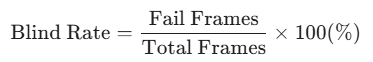 Blind Rate = Fail Frames / Total Frames × 100(%)